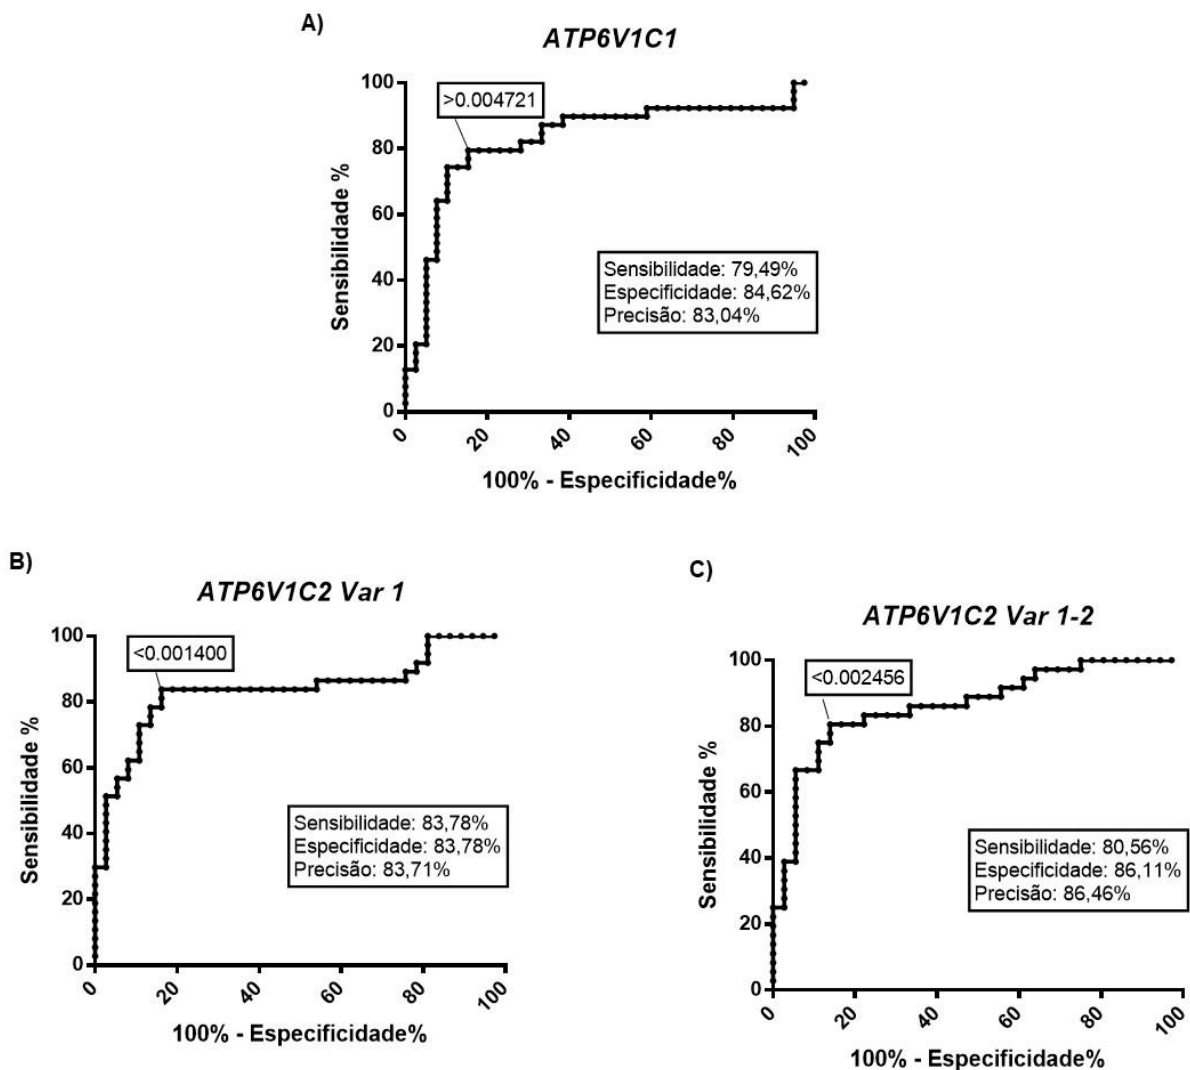 A)
ATP6V1C1
>0.004721
100
80
60
40
20
0
Sensibilidade %
Sensibilidade: 79,49%
Especificidade: 84,62%
Precisão: 83,04%
0 20 40 60 80 100
100% - Especificidade%
B)
ATP6V1C2 Var 1
<0.001400
100
80
60
40
20
0
Sensibilidade %
Sensibilidade: 83,78%
Especificidade: 83,78%
Precisão: 83,71%
0 20 40 60 80 100
100% - Especificidade%
C)
ATP6V1C2 Var 1-2
<0.002456
100
80
60
40
20
0
Sensibilidade %
Sensibilidade: 80,56%
Especificidade: 86,11%
Precisão: 86,46%
0 20 40 60 80 100
100% - Especificidade%